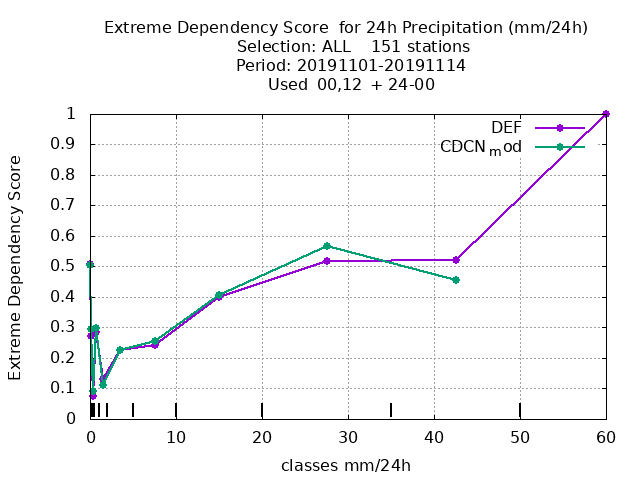 Extreme Dependency Score  for 24h Precipitation (mm/24h)
Selection: ALL    151 stations
Period: 20191101-20191114
Used  00,12  + 24-00
DEF
CDCNmod
Extreme Dependency Score
1
0.9
0.8
0.7
0.6
0.5
0.4
0.3
0.2
0.1
0
0 10 20 30 40 50 60
classes mm/24h